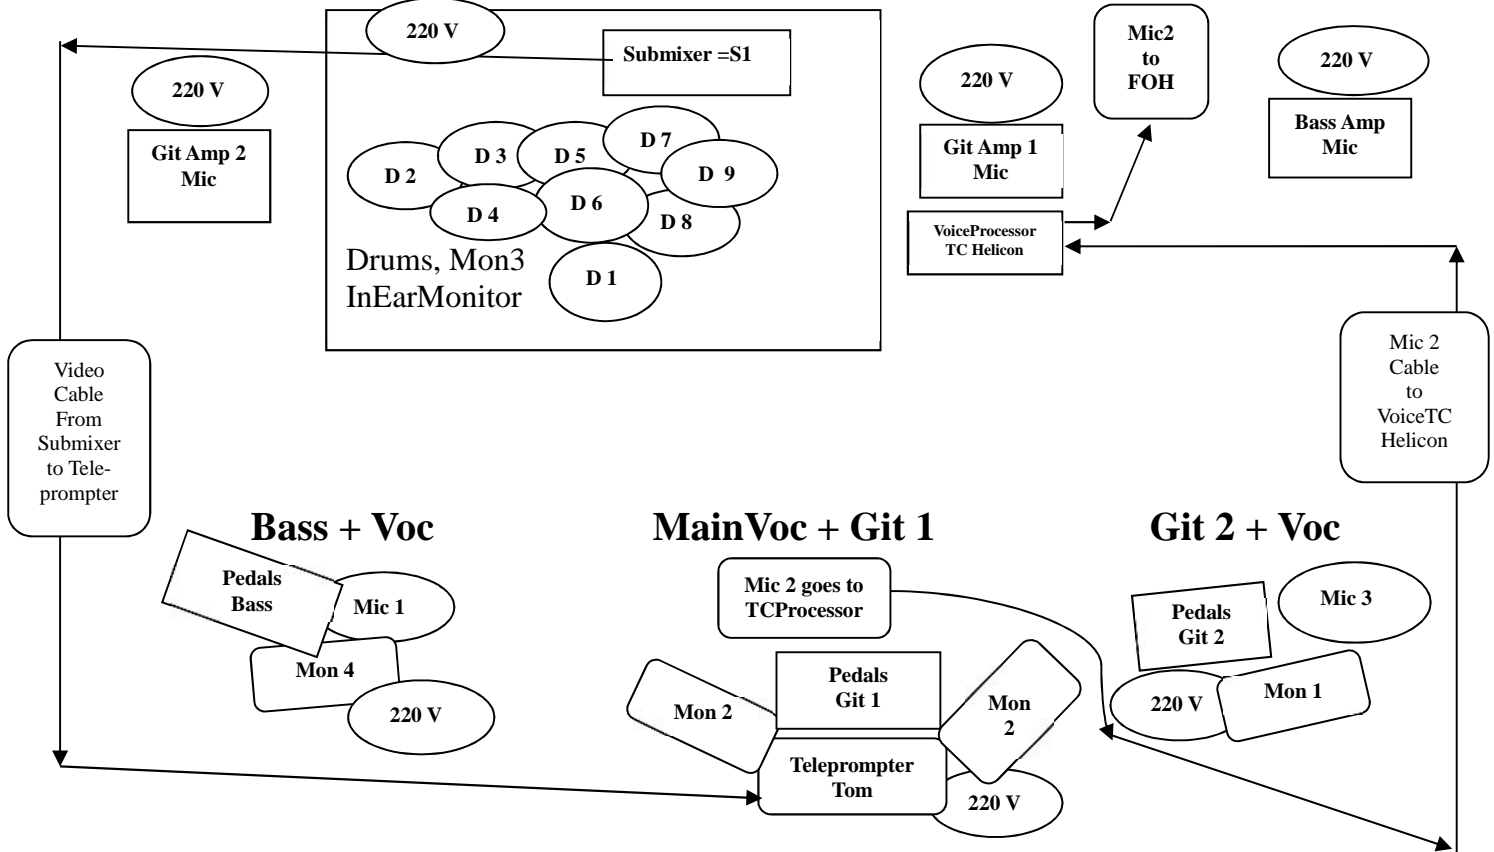 220 V
Submixer =S1
220 V
Git Amp 2
Mic
D 2
D 3
D 5
D 7
D 9
D 4
D 6
D 8
D 1
Drums, Mon3
InEarMonitor
220 V
Git Amp 1
Mic
Mic2
to
FOH
220 V
Bass Amp
Mic
VoiceProcessor
TC Helicon
Video
Cable
From
Submixer
to Tele-
prompter
Mic 2
Cable
to
VoiceTC
Helicon
Bass + Voc
MainVoc + Git 1
Git 2 + Voc
Pedals
Bass
Mic 1
Mon 4
220 V
Mic 2 goes to
TCProcessor
Mon 2
Pedals
Git 1
Mon
2
Teleprompter
Tom
220 V
Pedals
Git 2
Mic 3
220 V
Mon 1